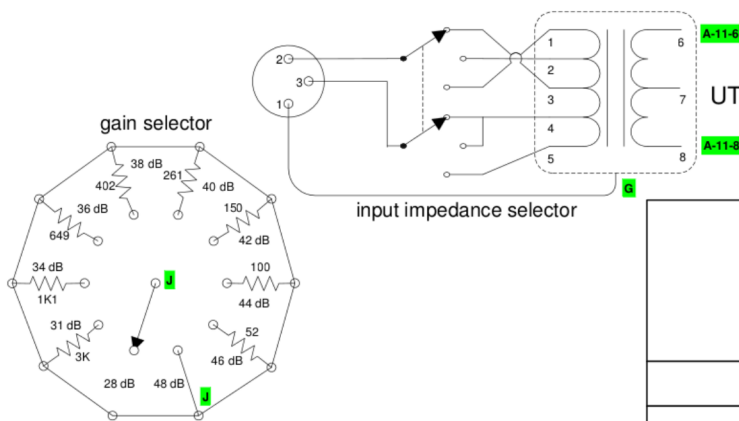 1
2
3
4
5
6
7
8
A-11-6
UT
A-11-8
G
2
3
1
input impedance selector
gain selector
38 dB
402
261
40 dB
36 dB
649
150
42 dB
34 dB
1K1
J
100
44 dB
31 dB
3K
52
46 dB
28 dB
48 dB
J